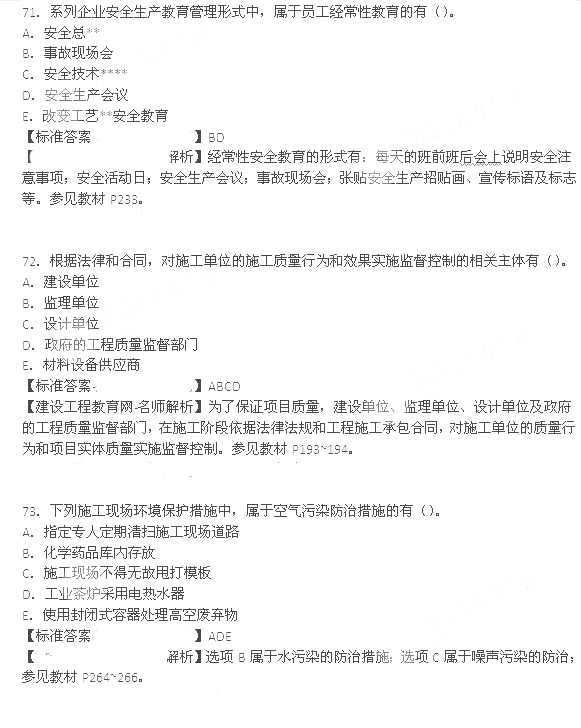 71. 系列企业安全生产教育管理形式中，属于员工经常性教育的有（）。
A. 安全总**
B. 事故现场会
C. 安全技术****
D. 安全生产会议
E. 改变工艺**安全教育
【标准答案】BD
【解析】经常性安全教育的形式有：每天的班前班后会上说明安全注
意事项；安全活动日；安全生产会议；事故现场会；张贴安全生产招贴画、宣传标语及标志
等。参见教材 P233。
72. 根据法律和合同，对施工单位的施工质量行为和效果实施监督控制的相关主体有（）。
A. 建设单位
B. 监理单位
C. 设计单位
D. 政府的工程质量监督部门
E. 材料设备供应商
【标准答案】ABCD
【建设工程教育网-名师解析】为了保证项目质量，建设单位、监理单位、设计单位及政府
的工程质量监督部门，在施工阶段依据法律法规和工程施工承包合同，对施工单位的质量行
为和项目实体质量实施监督控制。参见教材 P193~194。
73. 下列施工现场环境保护措施中，属于空气污染防治措施的有（）。
A. 指定专人定期清扫施工现场道路
B. 化学药品库内存放
C. 施工现场不得无故甩打模板
D. 工业茶炉采用电热水器
E. 使用封闭式容器处理高空废弃物
【标准答案】ADE
【解析】选项 B 属于水污染的防治措施；选项 C 属于噪声污染的防治；
参见教材 P264~266。